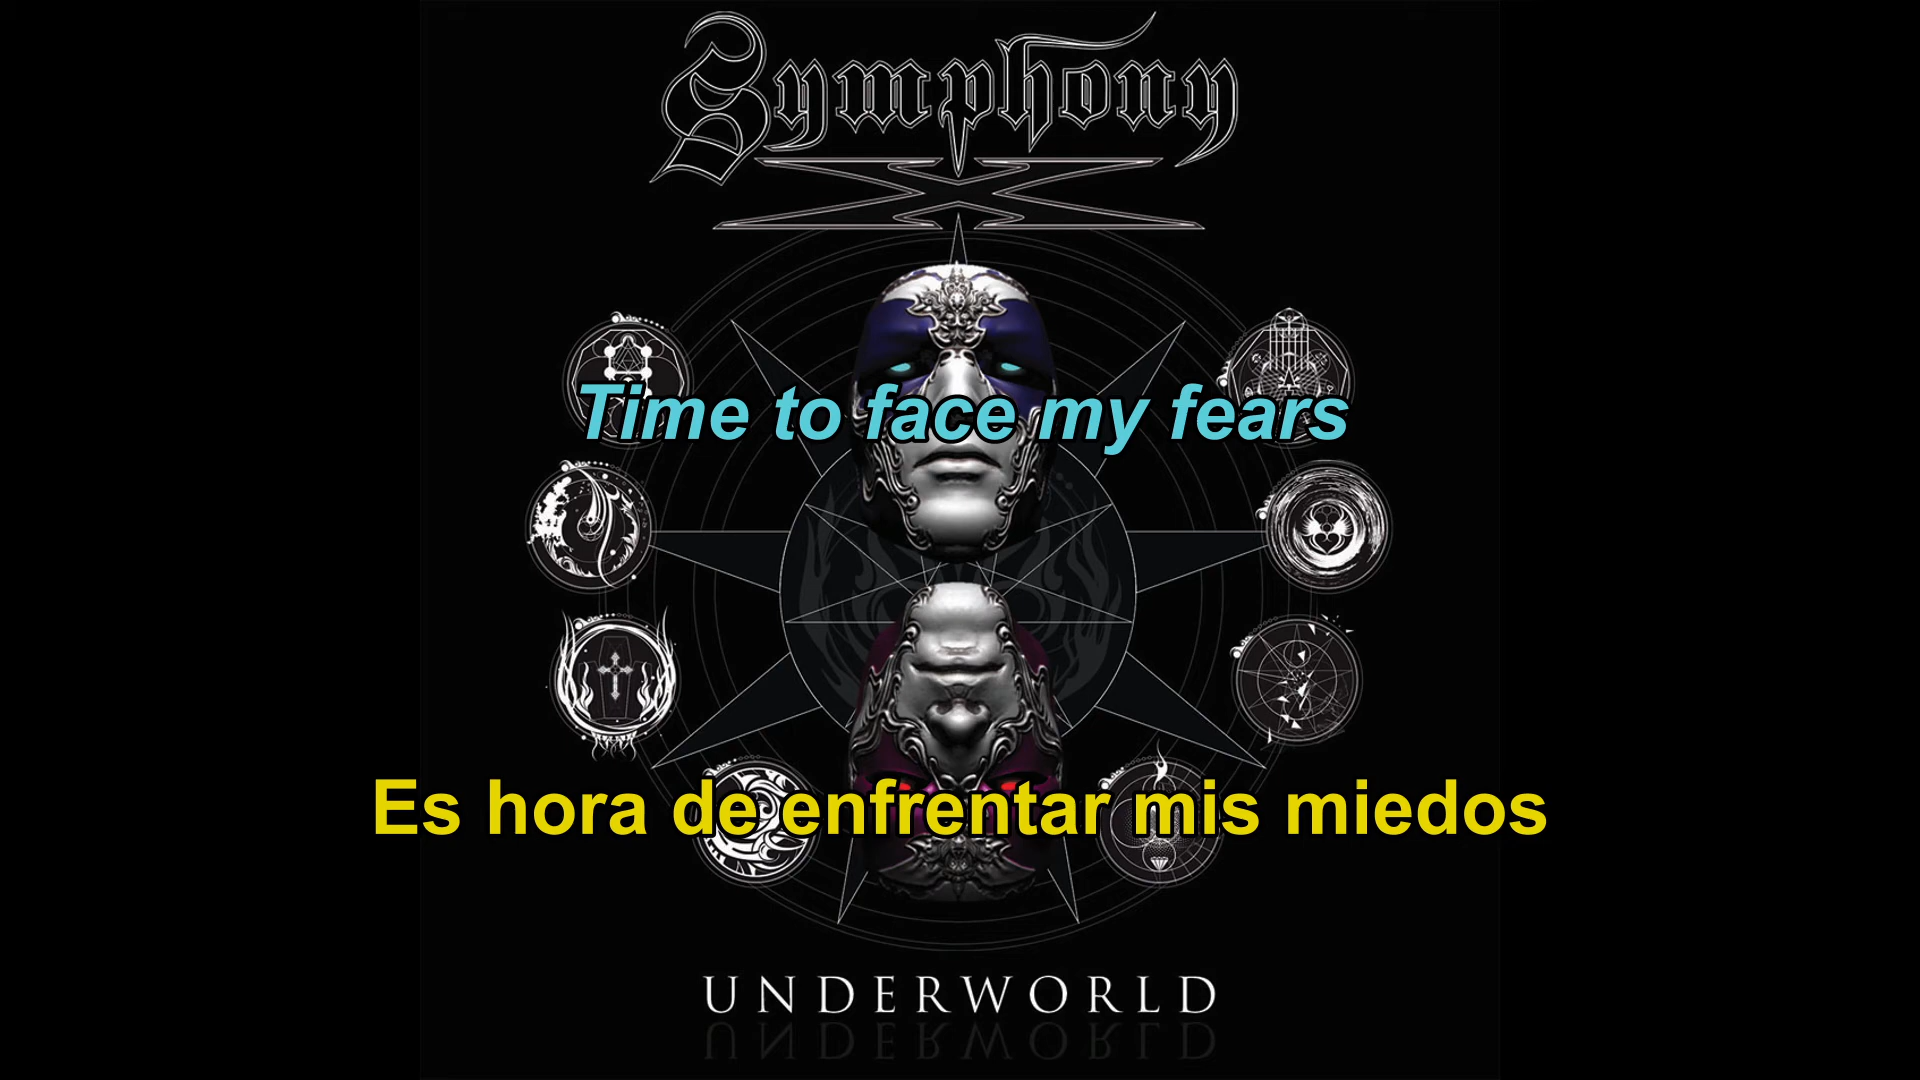 Symphony
X
Time to face my fears
Es hora de enfrentar mis miedos
UNDERWORLD